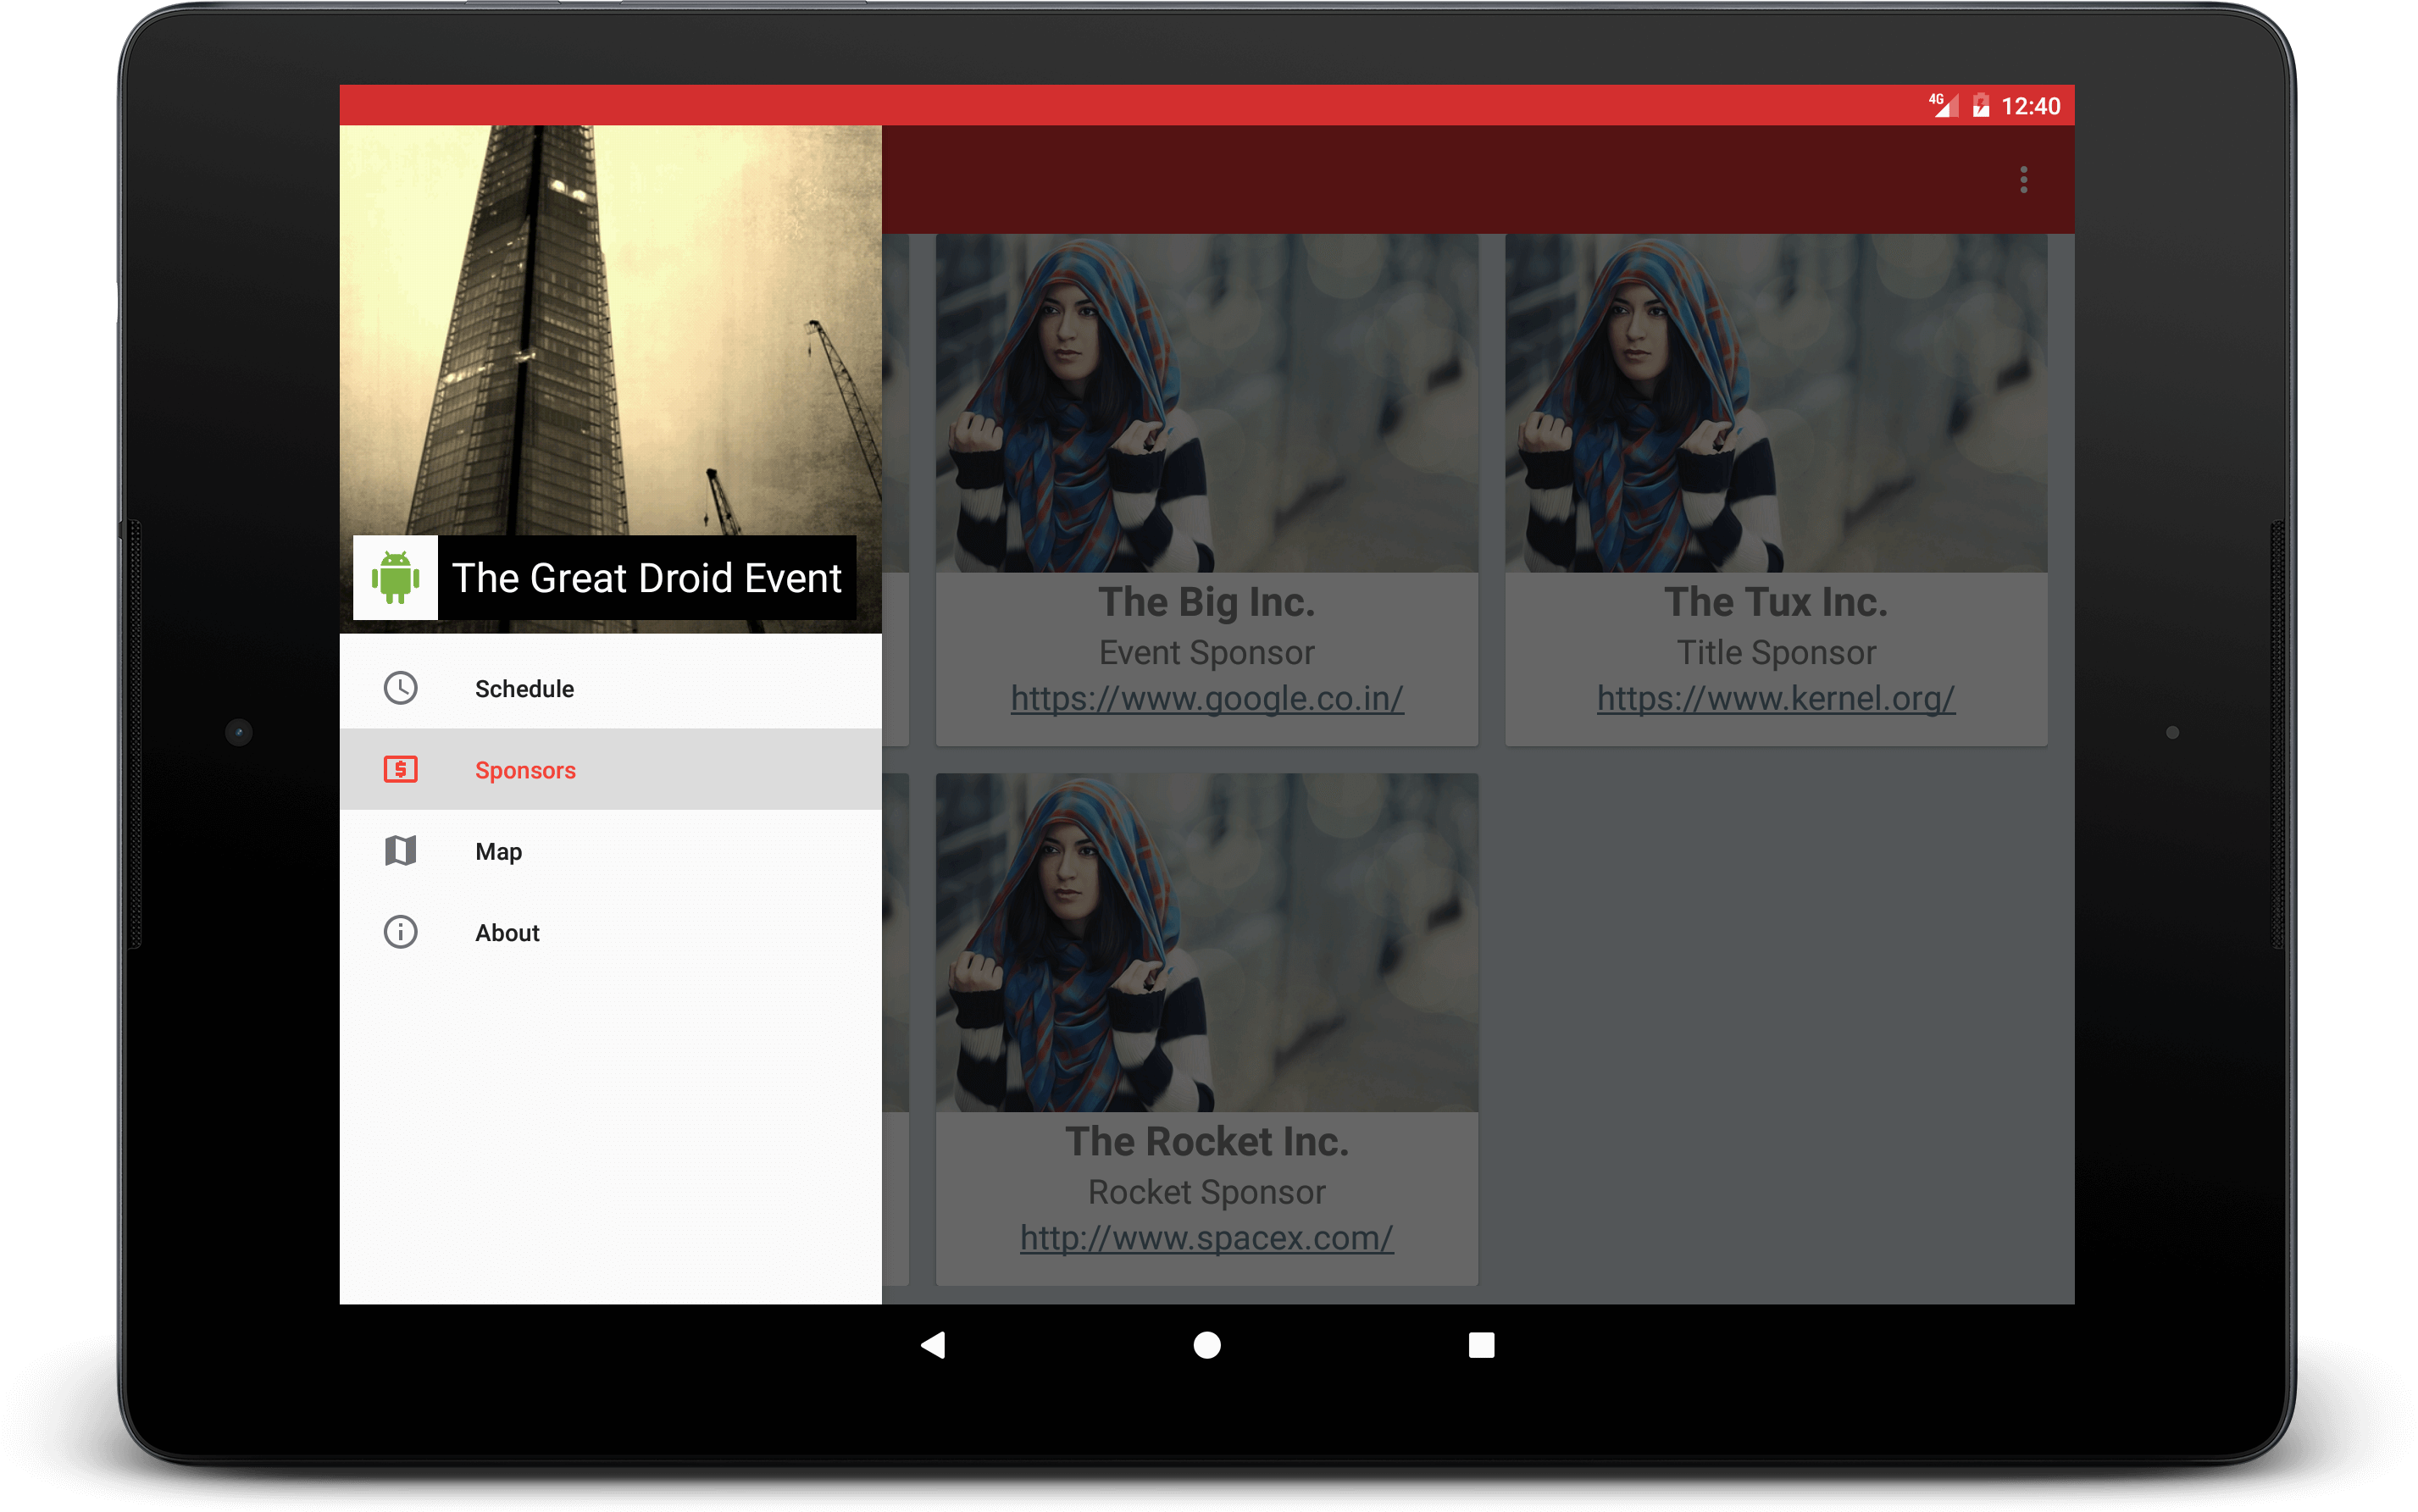 4G 12:40
The Great Droid Event
Schedule
Sponsors
Map
About
The Big Inc.
Event Sponsor
https://www.google.co.in/
The Tux Inc.
Title Sponsor
https://www.kernel.org/
The Rocket Inc.
Rocket Sponsor
http://www.spacex.com/